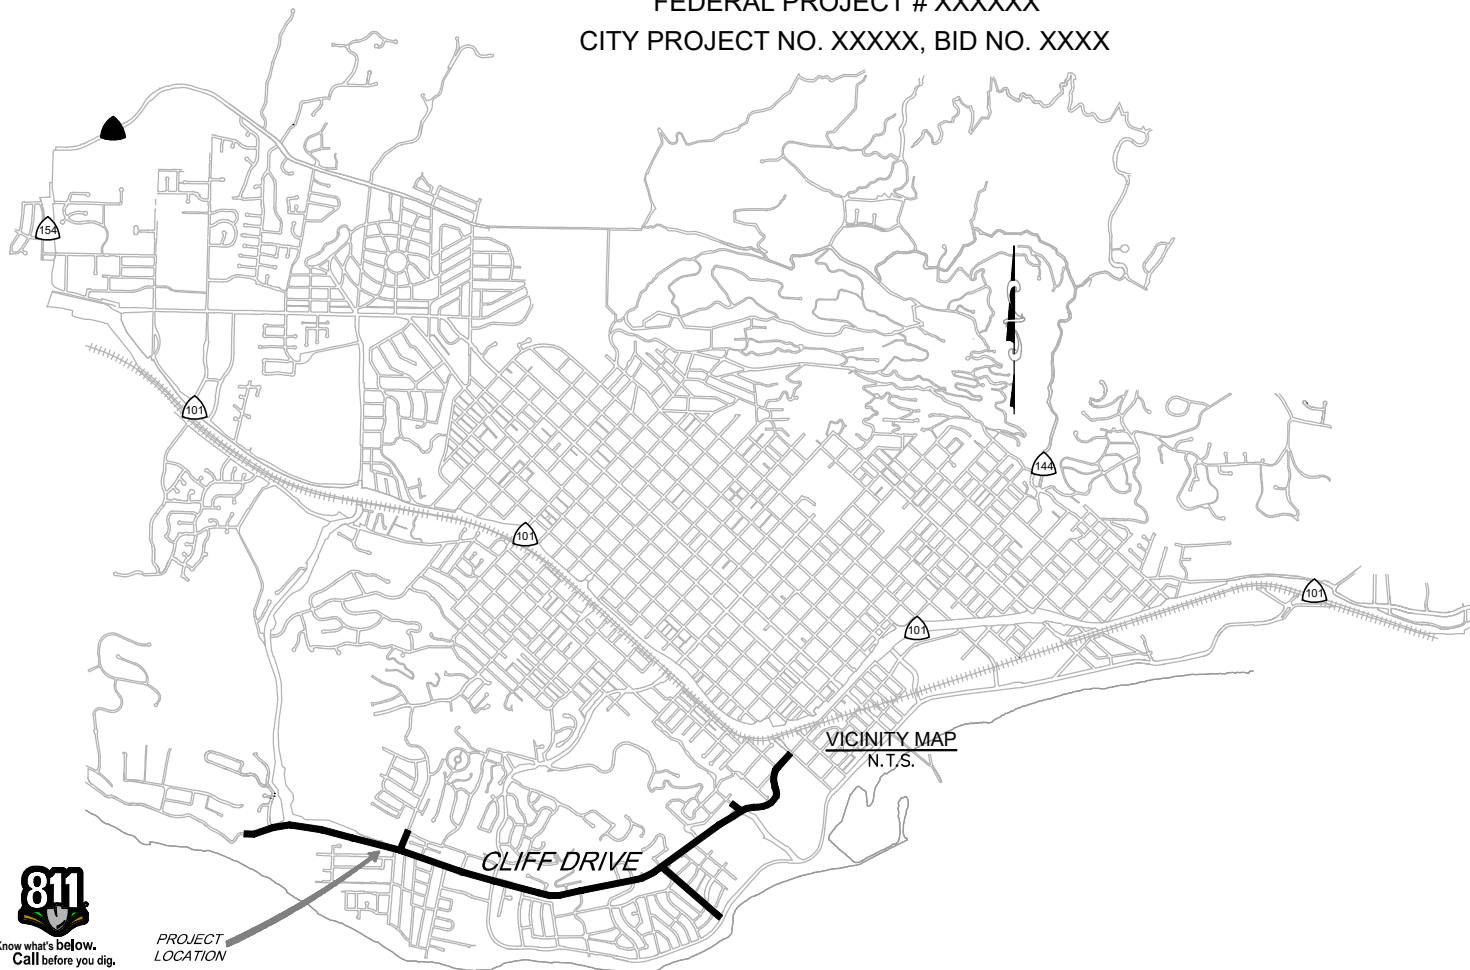 FEDERAL PROJECT # XXXXXX
CITY PROJECT NO. XXXXX, BID NO. XXXX
154
101
144
101
101
101
VICINITY MAP
N.T.S.
CLIFF DRIVE
811
Know what's below.
Call before you dig.
PROJECT
LOCATION